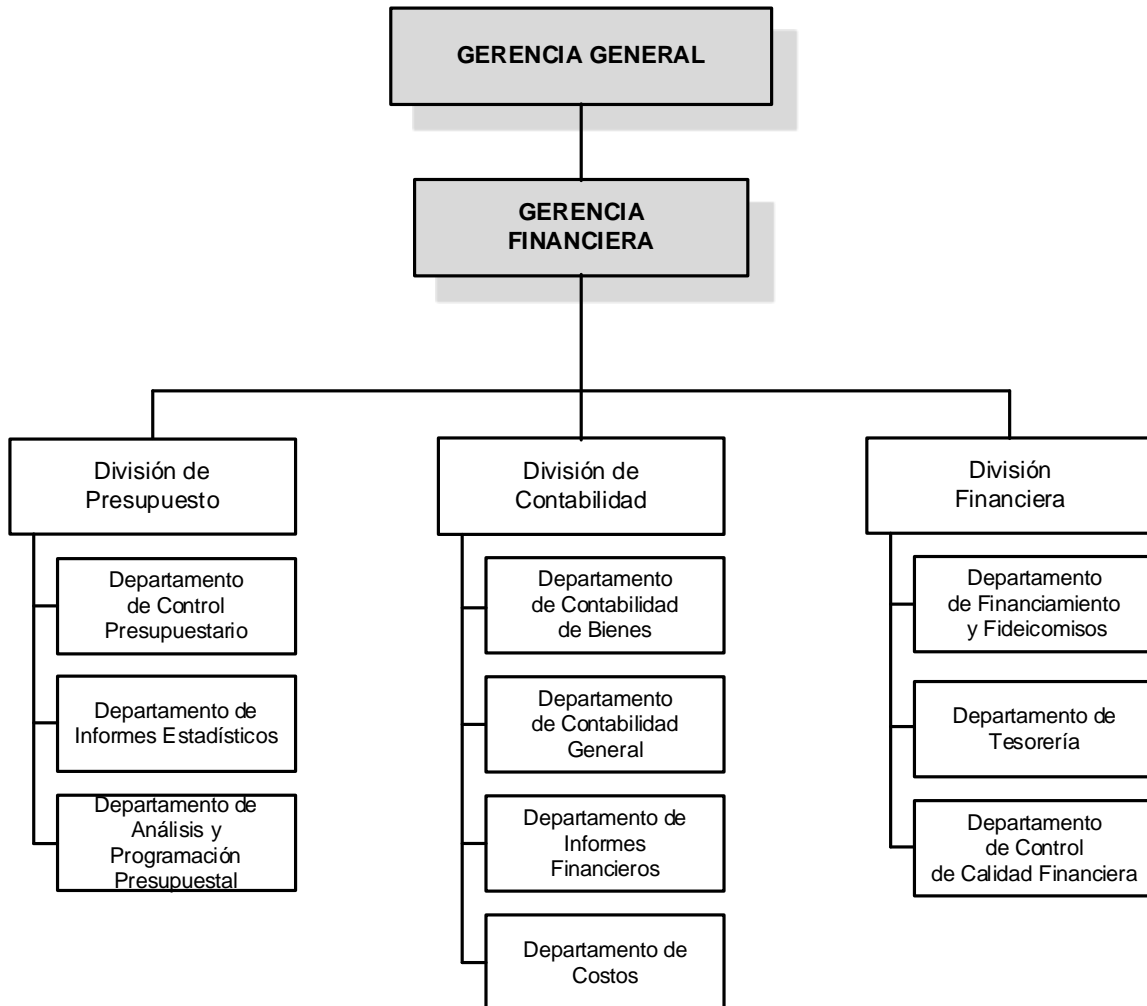 GERENCIA GENERAL
GERENCIA
FINANCIERA
División de
Presupuesto
Departamento
de Control
Presupuestario
Departamento de
Informes Estadísticos
Departamento de
Análisis y
Programación
Presupuestal
División de
Contabilidad
Departamento
de Contabilidad
de Bienes
Departamento
de Contabilidad
General
Departamento de
Informes
Financieros
Departamento de
Costos
División
Financiera
Departamento
de Financiamiento
y Fideicomisos
Departamento de
Tesorería
Departamento
de Control
de Calidad Financiera